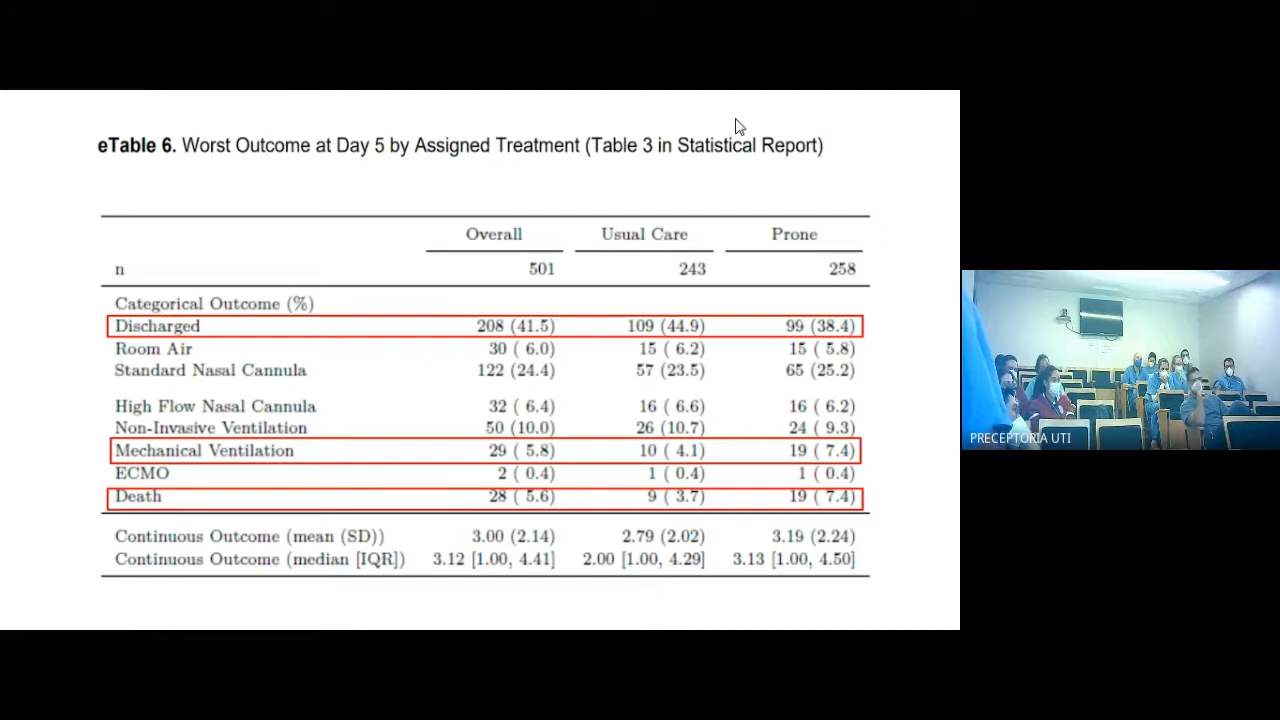 eTable 6. Worst Outcome at Day 5 by Assigned Treatment (Table 3 in Statistical Report)
Overall Usual Care Prone
n 501 243 258
Categorical Outcome (%)
Discharged 208 (41.5) 109 (44.9) 99 (38.4)
Room Air 30 ( 6.0) 15 ( 6.2) 15 ( 5.8)
Standard Nasal Cannula 122 (24.4) 57 (23.5) 65 (25.2)
High Flow Nasal Cannula 32 ( 6.4) 16 ( 6.6) 16 ( 6.2)
Non-Invasive Ventilation 50 (10.0) 26 (10.7) 24 ( 9.3)
Mechanical Ventilation 29 ( 5.8) 10 ( 4.1) 19 ( 7.4)
ECMO 2 ( 0.4) 1 ( 0.4) 1 ( 0.4)
Death 28 ( 5.6) 9 ( 3.7) 19 ( 7.4)
Continuous Outcome (mean (SD)) 3.00 (2.14) 2.79 (2.02) 3.19 (2.24)
Continuous Outcome (median [IQR]) 3.12 [1.00, 4.41] 2.00 [1.00, 4.29] 3.13 [1.00, 4.50]
PRECEPTORIA UTI